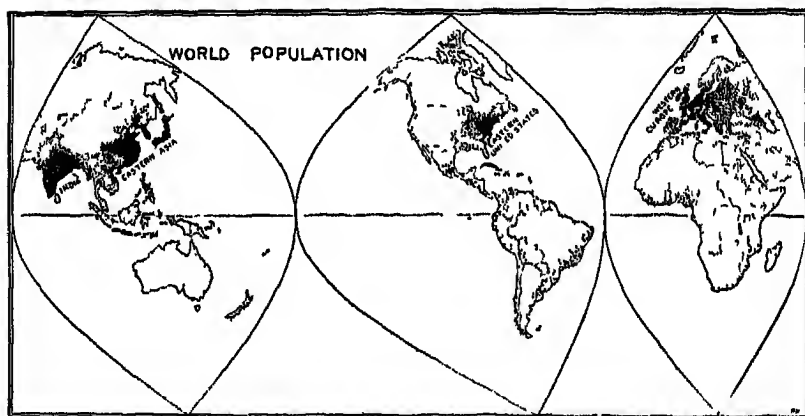 WORLD POPULATION
INDIA
EASTERN ASIA
EASTERN
UNITED STATES
WESTERN
EUROPE